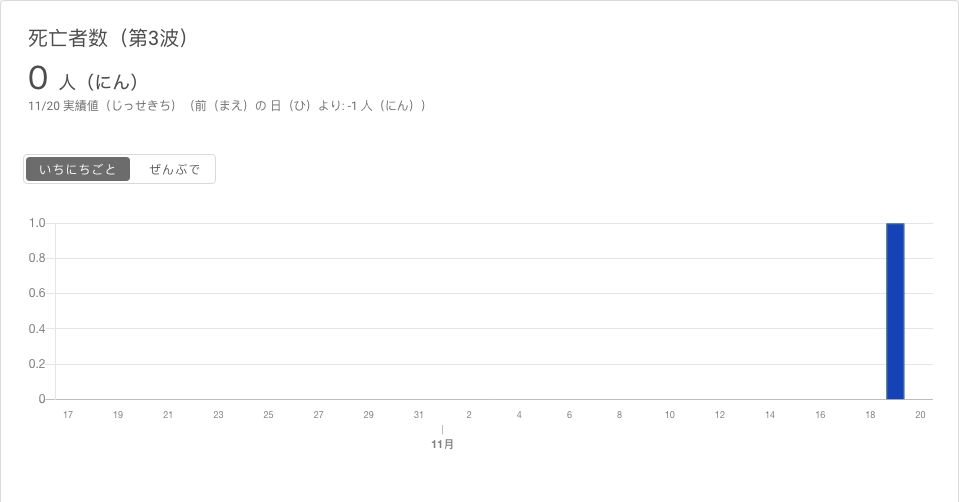 死亡者数（第3波）
0 人（にん）
11/20 実績値（じっせきち）（前（まえ）の 日（ひ）より: -1 人（にん））
いちにちごと ぜんぶで
1.0
0.8
0.6
0.4
0.2
0
17 19 21 23 25 27 29 31 2 4 6 8 10 12 14 16 18 20
11月